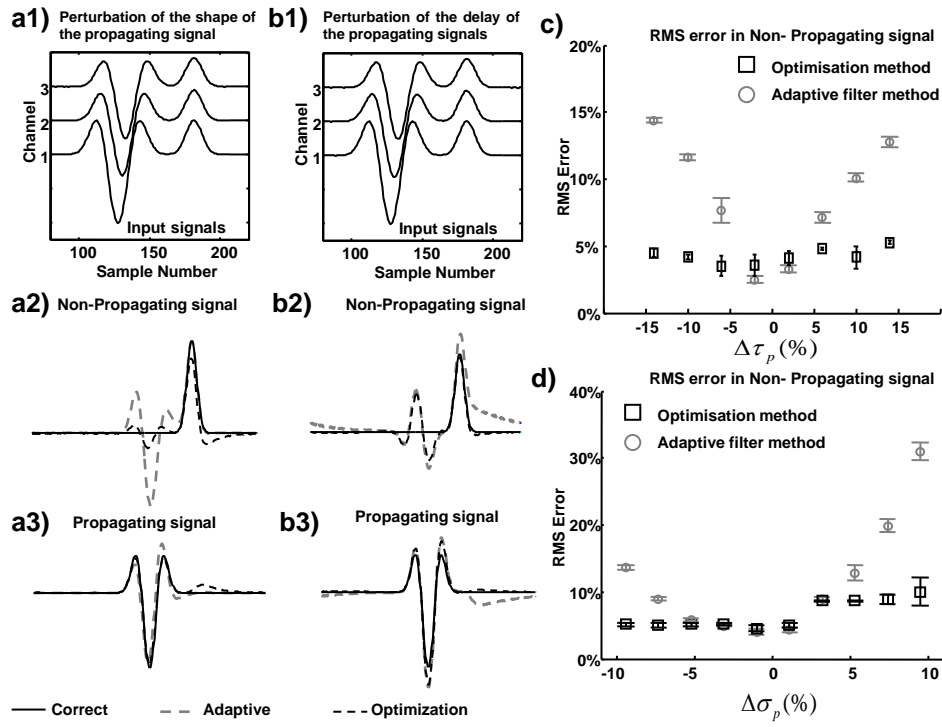 a1)
Perturbation of the shape of
the propagating signal
Channel
3
2
1
Input signals
100 150 200
Sample Number
b1)
Perturbation of the delay of
the propagating signals
Channel
3
2
1
Input signals
100 150 200
Sample Number
a2)
Non-Propagating signal
b2)
Non-Propagating signal
a3)
Propagating signal
b3)
Propagating signal
Correct Adaptive Optimization
c)
RMS error in Non- Propagating signal
Optimisation method
Adaptive filter method
RMS Error
20%
15%
10%
5%
0%
-15 -10 -5 0 5 10 15
Δτp(%)
d)
RMS error in Non- Propagating signal
Optimisation method
Adaptive filter method
RMS Error
40%
30%
20%
10%
0%
-10 -5 0 5 10
Δσp(%)